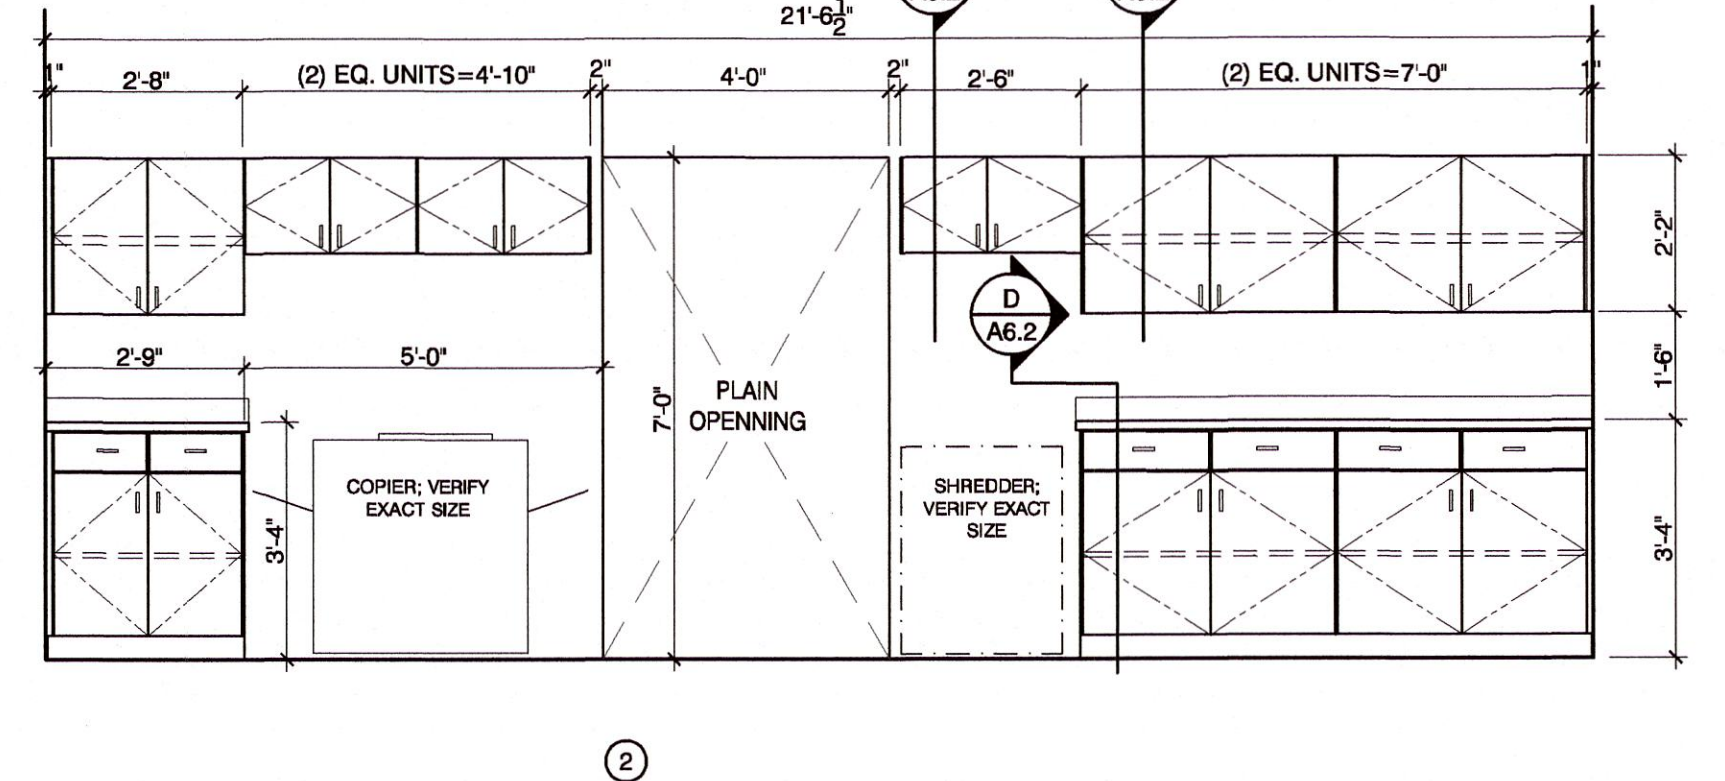 21'-6 1/2"
1"
2'-8"
(2) EQ. UNITS=4'-10"
2"
4'-0"
2"
2'-6"
(2) EQ. UNITS=7'-0"
1"
2'-2"
D
A6.2
2'-9"
5'-0"
1'-6"
7'-0"
PLAIN
OPENNING
COPIER; VERIFY
EXACT SIZE
SHREDDER;
VERIFY EXACT
SIZE
3'-4"
3'-4"
2